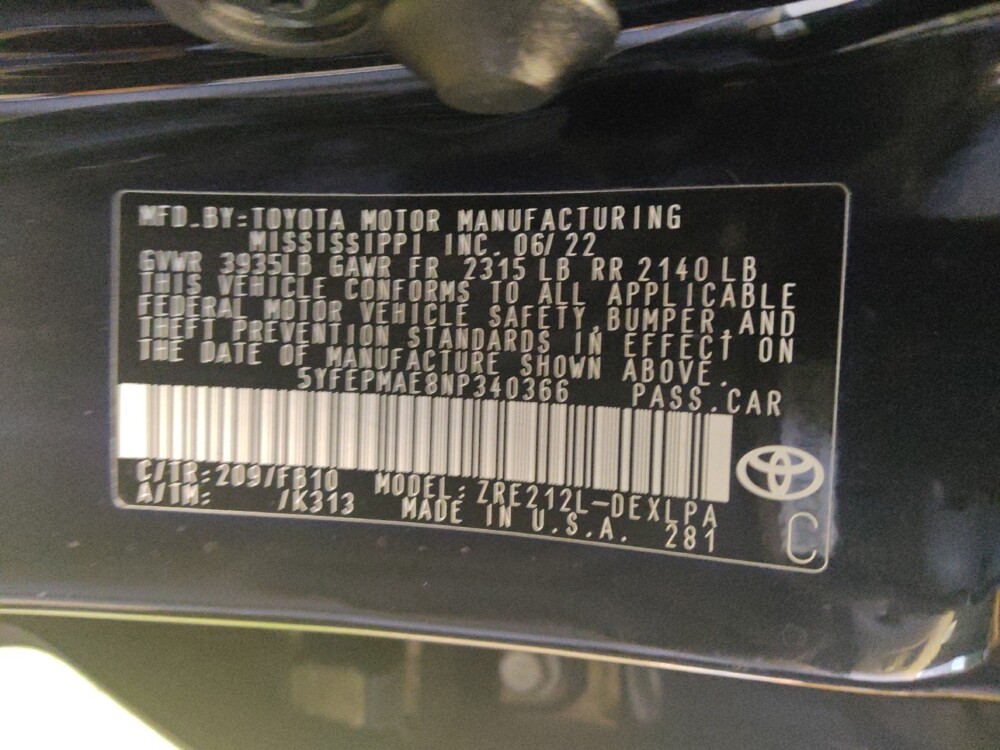 MFD.BY:TOYOTA MOTOR MANUFACTURING
MISSISSIPPI INC. 06/22
GVWR 3935LB GAWR FR 2315 LB RR 2140 LB
THIS VEHICLE CONFORMS TO ALL APPLICABLE
FEDERAL MOTOR VEHICLE SAFETY,BUMPER,AND
THEFT PREVENTION STANDARDS IN EFFECT ON
THE DATE OF MANUFACTURE SHOWN ABOVE.
5YFEPMAE8NP340366 PASS.CAR
C/TR:209/FB10 MODEL:ZRE212L-DEXLPA
A/TM: /K313 MADE IN U.S.A. 281
C